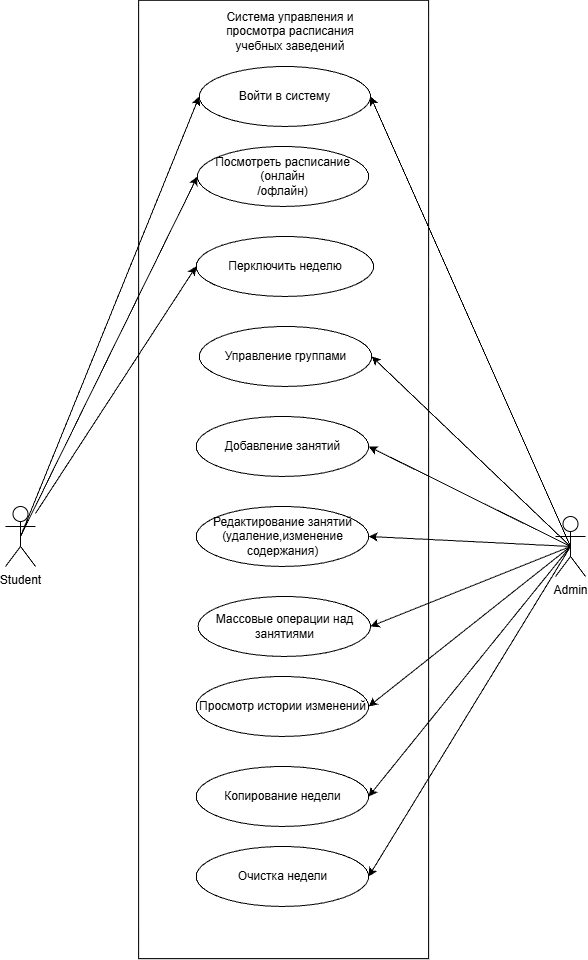 Система управления и
просмотра расписания
учебных заведений
Войти в систему
Посмотреть расписание
(онлайн
/офлайн)
Перключить неделю
Управление группами
Добавление занятий
Редактирование занятий
(удаление,изменение
содержания)
Массовые операции над
занятиями
Просмотр истории изменений
Копирование недели
Очистка недели
Student
Admin